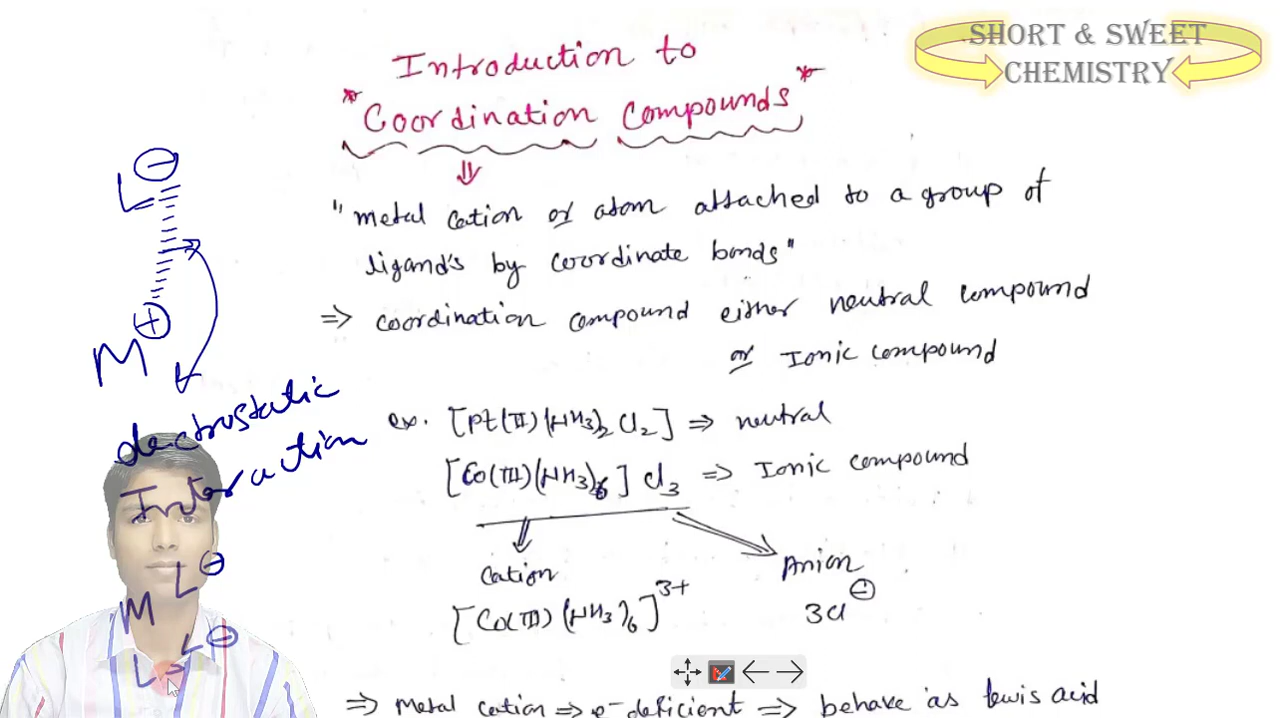 SHORT & SWEET
CHEMISTRY
Introduction to
* Coordination Compounds *
"metal cation or atom attached to a group of
ligand's by coordinate bonds"
⇒ coordination compound either neutral compound
or Ionic compound
ex. [Pt(II)(NH3)2 Cl2] ⇒ neutral
[Co(III)(NH3)6] Cl3 ⇒ Ionic compound
Cation
[Co(III)(NH3)6]3+
Anion
3Cl⊖
⇒ Metal cation ⇒ e- deficient ⇒ behave as lewis acid
L⊖
M⊕
electrostatic
Interaction
L⊖
M
L⊖
L